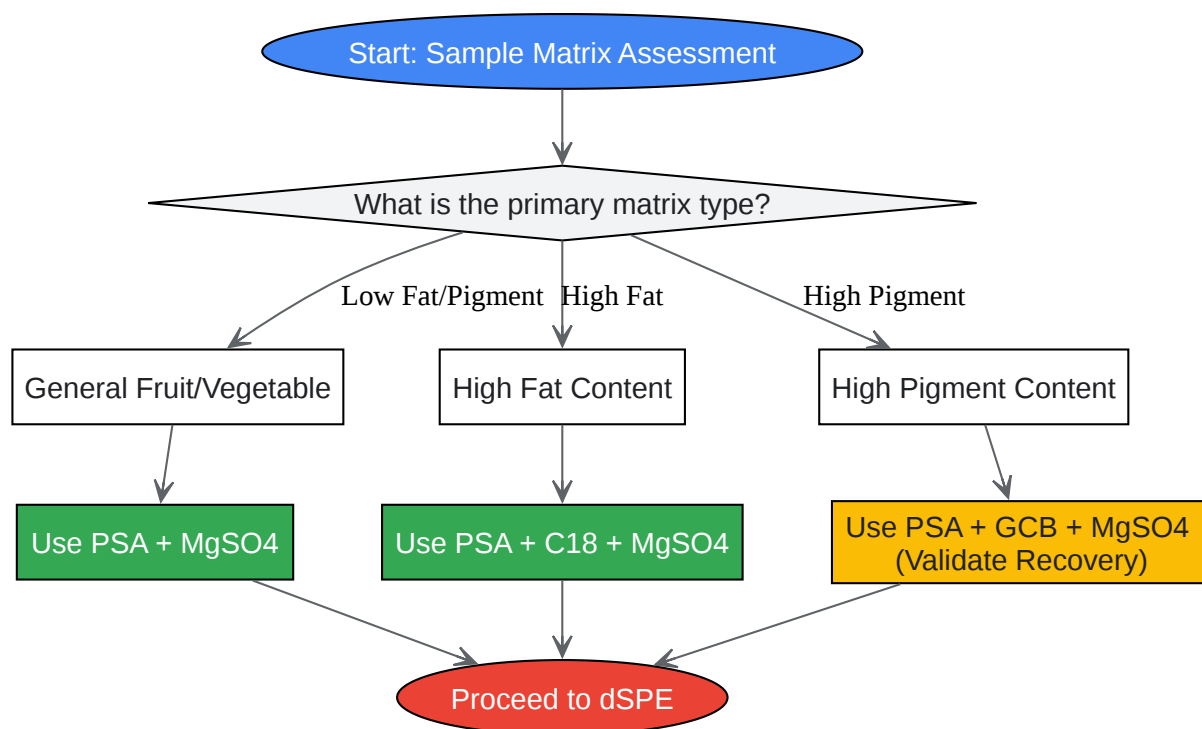 Start: Sample Matrix Assessment
What is the primary matrix type?
Low Fat/Pigment
High Fat
High Pigment
General Fruit/Vegetable
High Fat Content
High Pigment Content
Use PSA + MgSO4
Use PSA + C18 + MgSO4
Use PSA + GCB + MgSO4
(Validate Recovery)
Proceed to dSPE